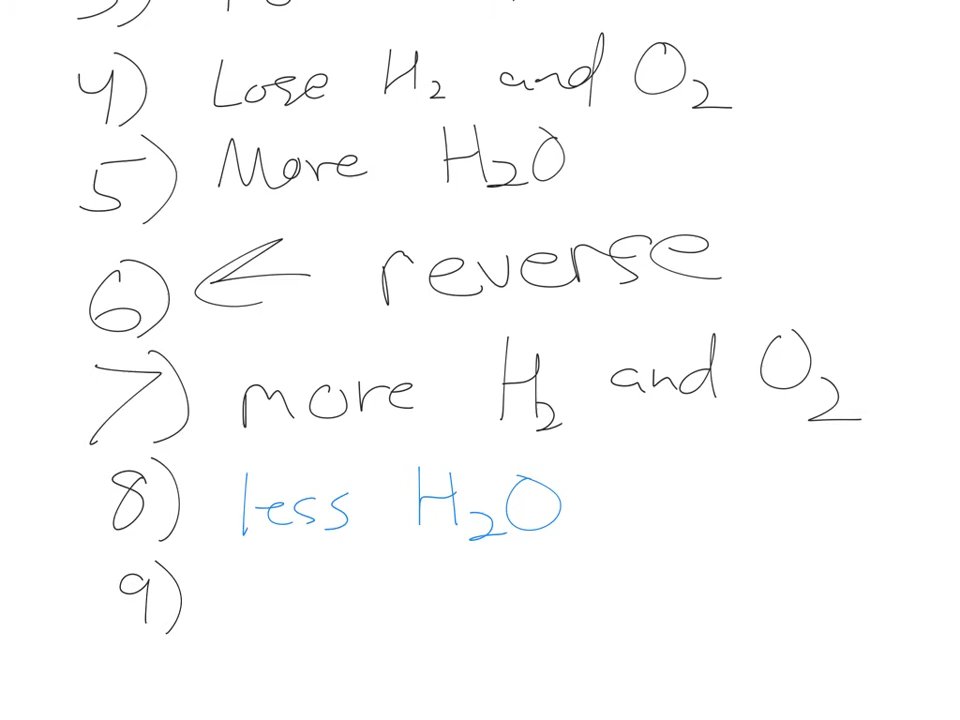 4) Lose H₂ and O₂
5) More H₂O
6) ← reverse
7) more H₂ and O₂
8) less H₂O
9)